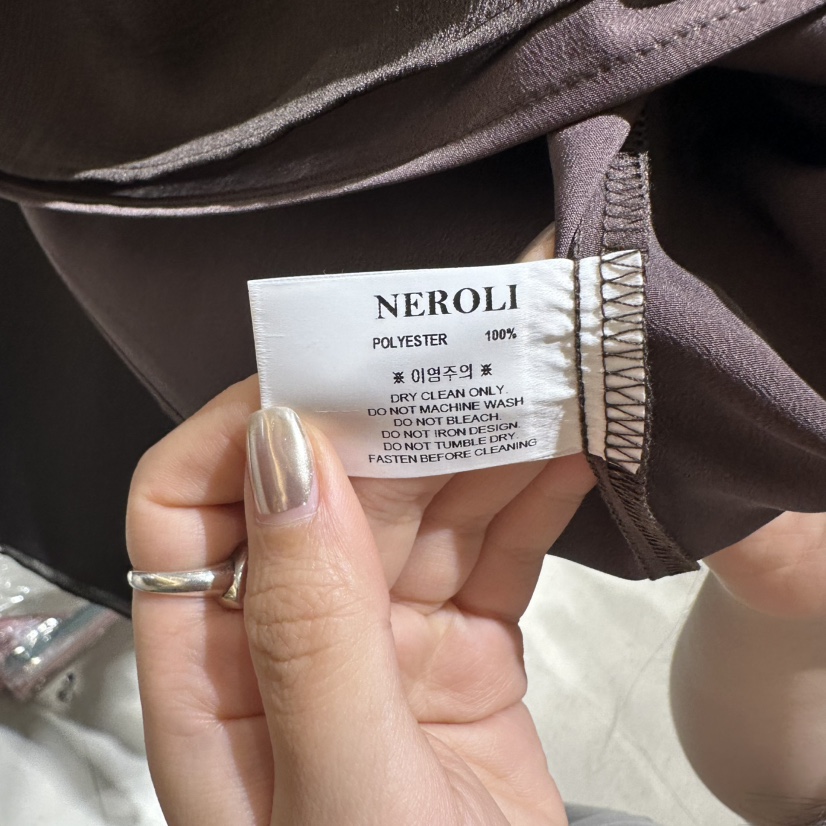 NEROLI
POLYESTER 100%
※ 이염주의 ※
DRY CLEAN ONLY.
DO NOT MACHINE WASH
DO NOT BLEACH.
DO NOT IRON DESIGN.
DO NOT TUMBLE DRY.
FASTEN BEFORE CLEANING